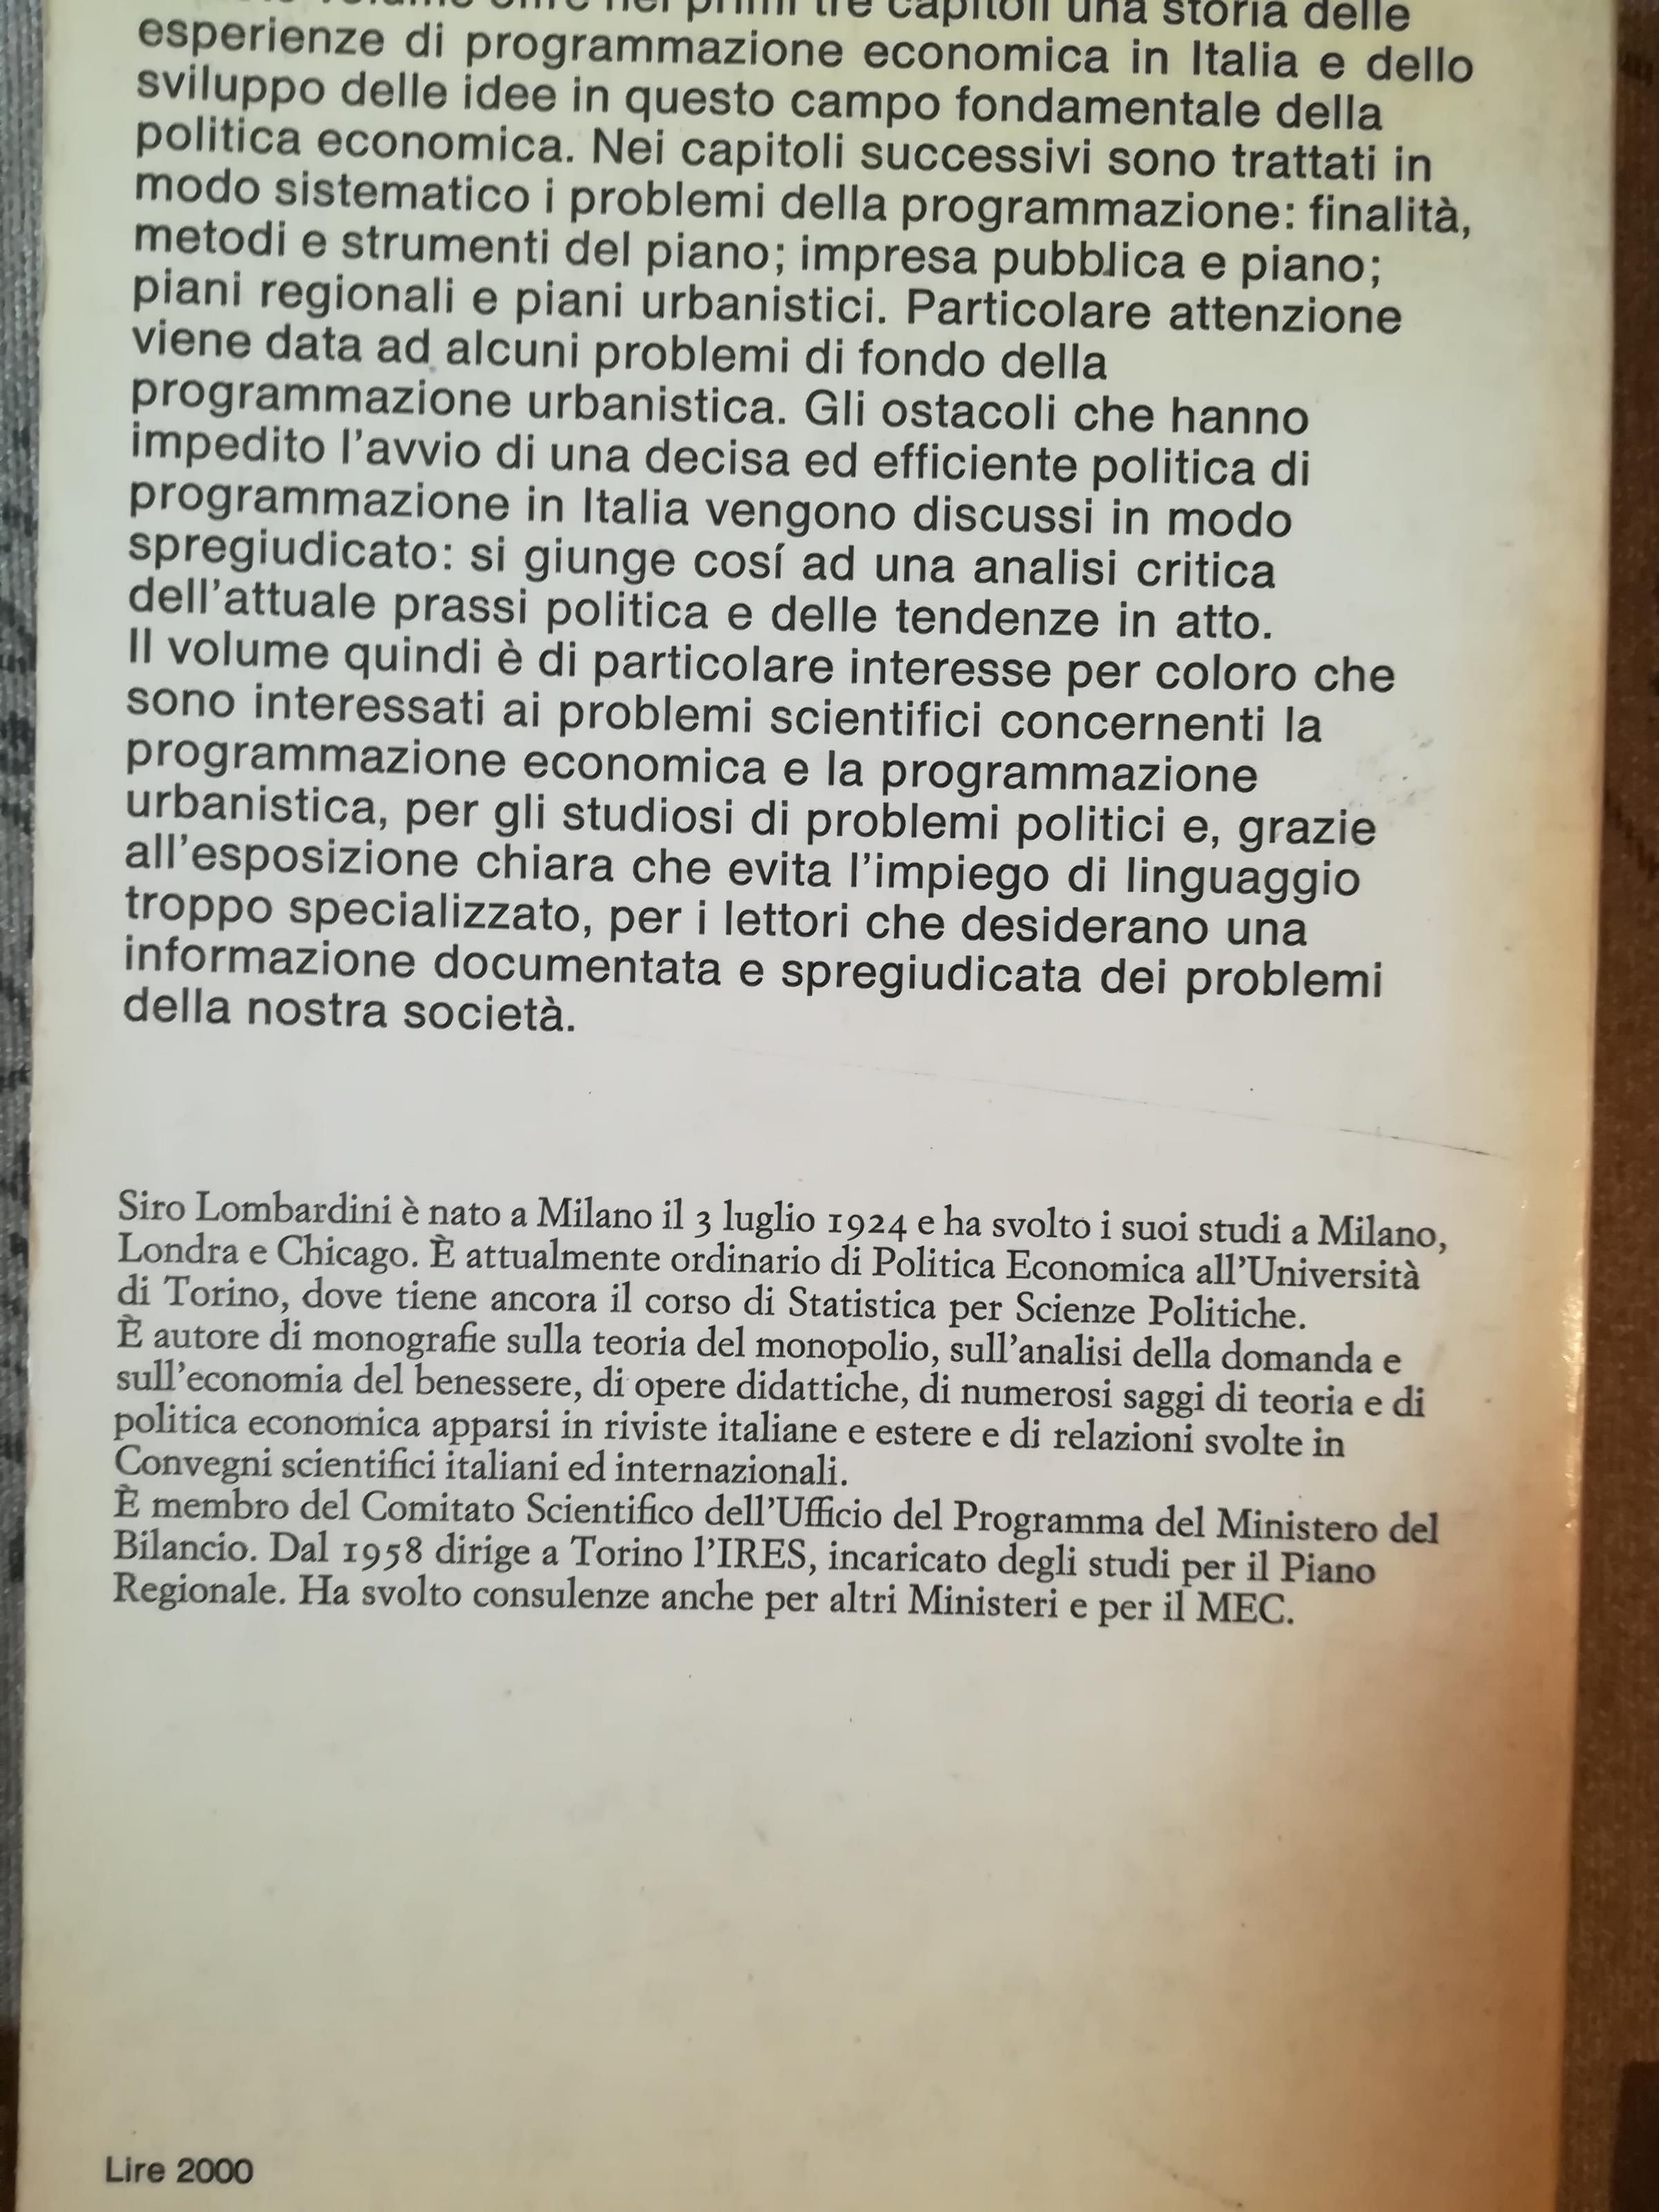 volume offre nei primi tre capitoli una storia delle
esperienze di programmazione economica in Italia e dello
sviluppo delle idee in questo campo fondamentale della
politica economica. Nei capitoli successivi sono trattati in
modo sistematico i problemi della programmazione: finalità,
metodi e strumenti del piano; impresa pubblica e piano;
piani regionali e piani urbanistici. Particolare attenzione
viene data ad alcuni problemi di fondo della
programmazione urbanistica. Gli ostacoli che hanno
impedito l'avvio di una decisa ed efficiente politica di
programmazione in Italia vengono discussi in modo
spregiudicato: si giunge cosí ad una analisi critica
dell'attuale prassi politica e delle tendenze in atto.
Il volume quindi è di particolare interesse per coloro che
sono interessati ai problemi scientifici concernenti la
programmazione economica e la programmazione
urbanistica, per gli studiosi di problemi politici e, grazie
all'esposizione chiara che evita l'impiego di linguaggio
troppo specializzato, per i lettori che desiderano una
informazione documentata e spregiudicata dei problemi
della nostra società.
Siro Lombardini è nato a Milano il 3 luglio 1924 e ha svolto i suoi studi a Milano,
Londra e Chicago. È attualmente ordinario di Politica Economica all'Università
di Torino, dove tiene ancora il corso di Statistica per Scienze Politiche.
È autore di monografie sulla teoria del monopolio, sull'analisi della domanda e
sull'economia del benessere, di opere didattiche, di numerosi saggi di teoria e di
politica economica apparsi in riviste italiane e estere e di relazioni svolte in
Convegni scientifici italiani ed internazionali.
È membro del Comitato Scientifico dell'Ufficio del Programma del Ministero del
Bilancio. Dal 1958 dirige a Torino l'IRES, incaricato degli studi per il Piano
Regionale. Ha svolto consulenze anche per altri Ministeri e per il MEC.
Lire 2000